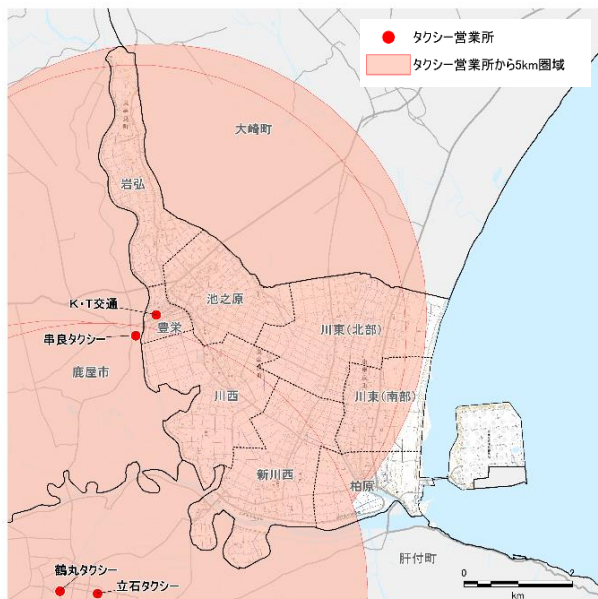 タクシー営業所
タクシー営業所から5km圏域
大崎町
岩弘
池之原
K・T交通
豊栄
川東(北部)
串良タクシー
鹿屋市
川西
川東(南部)
新川西
柏原
肝付町
鶴丸タクシー
立石タクシー
0 2
km